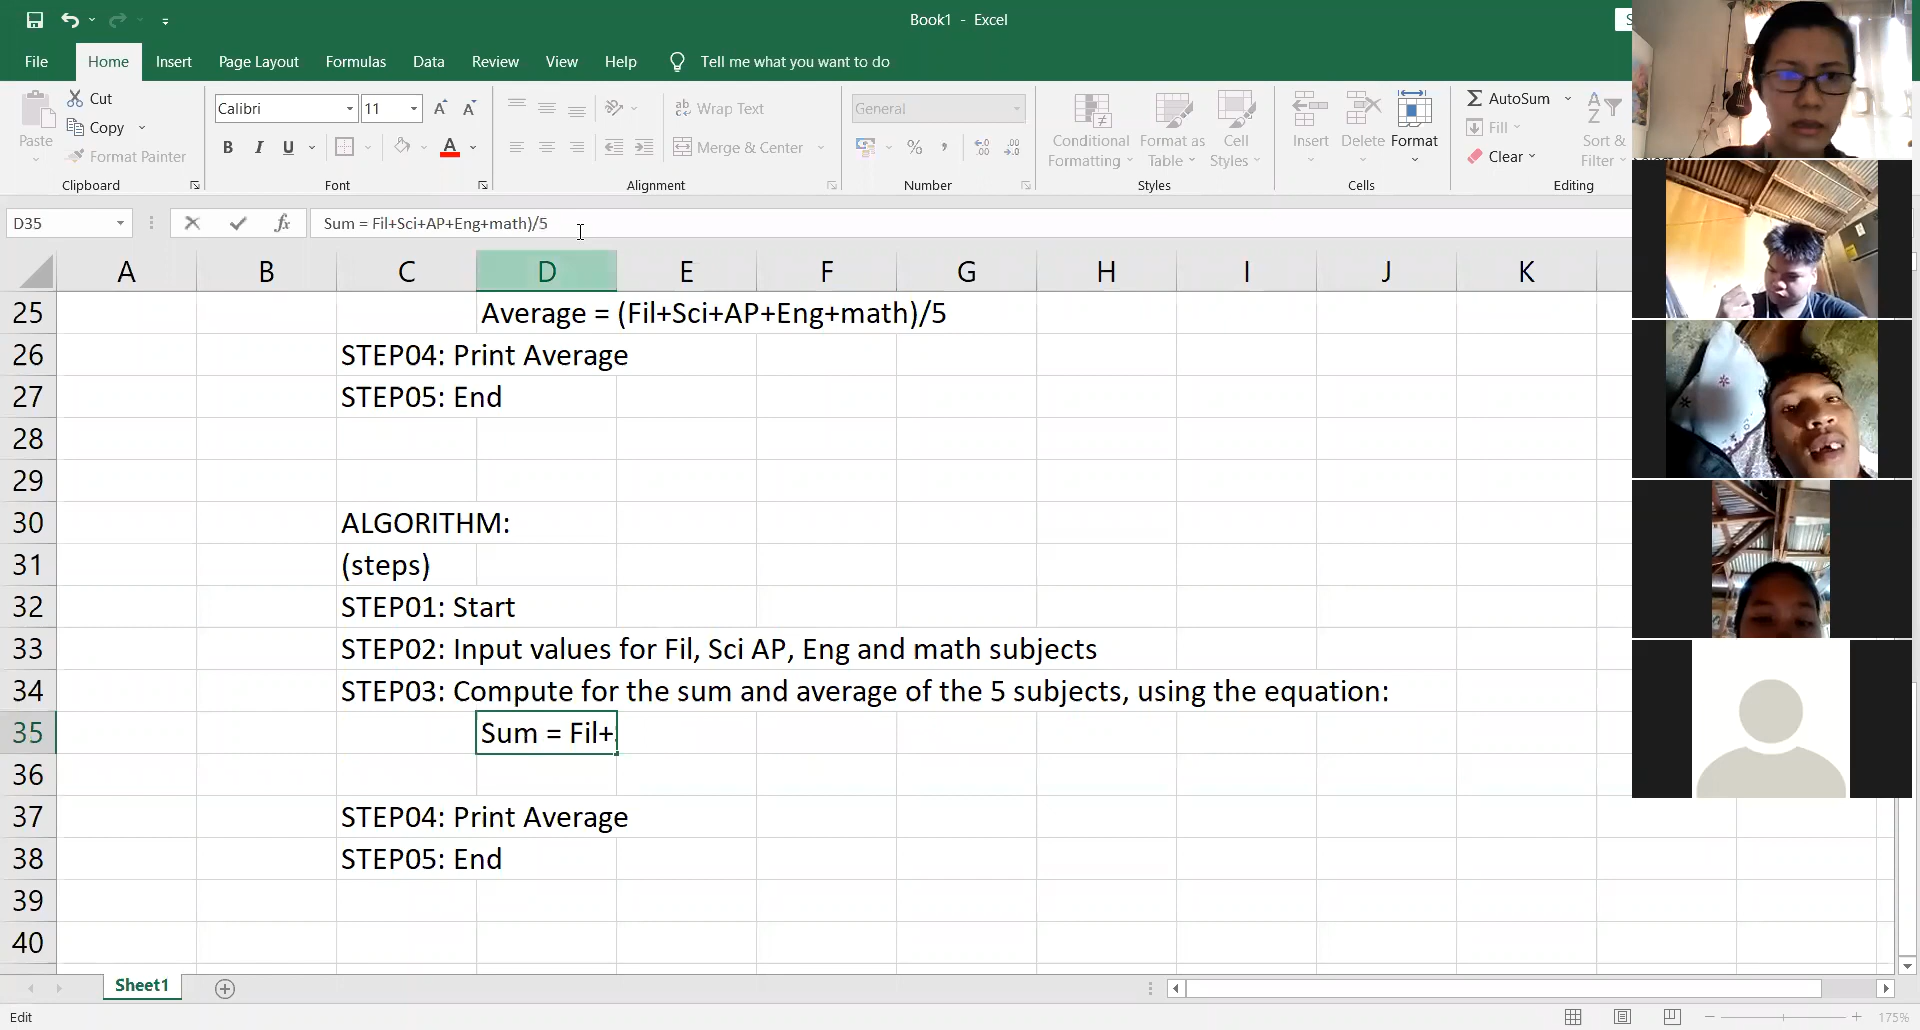 Book1 - Excel
File Home Insert Page Layout Formulas Data Review View Help Tell me what you want to do
Cut
Copy
Format Painter
Paste
Clipboard
Calibri 11
B I U A
Font
Wrap Text
Merge & Center
Alignment
General
% ,
Number
Conditional Formatting
Format as Table
Cell Styles
Styles
Insert Delete Format
Cells
AutoSum
Fill
Clear
Sort & Filter
Editing
D35 fx Sum = Fil+Sci+AP+Eng+math)/5
A B C D E F G H I J K
25 Average = (Fil+Sci+AP+Eng+math)/5
26 STEP04: Print Average
27 STEP05: End
28
29
30 ALGORITHM:
31 (steps)
32 STEP01: Start
33 STEP02: Input values for Fil, Sci AP, Eng and math subjects
34 STEP03: Compute for the sum and average of the 5 subjects, using the equation:
35 Sum = Fil+
36
37 STEP04: Print Average
38 STEP05: End
39
40
Sheet1
Edit 175%